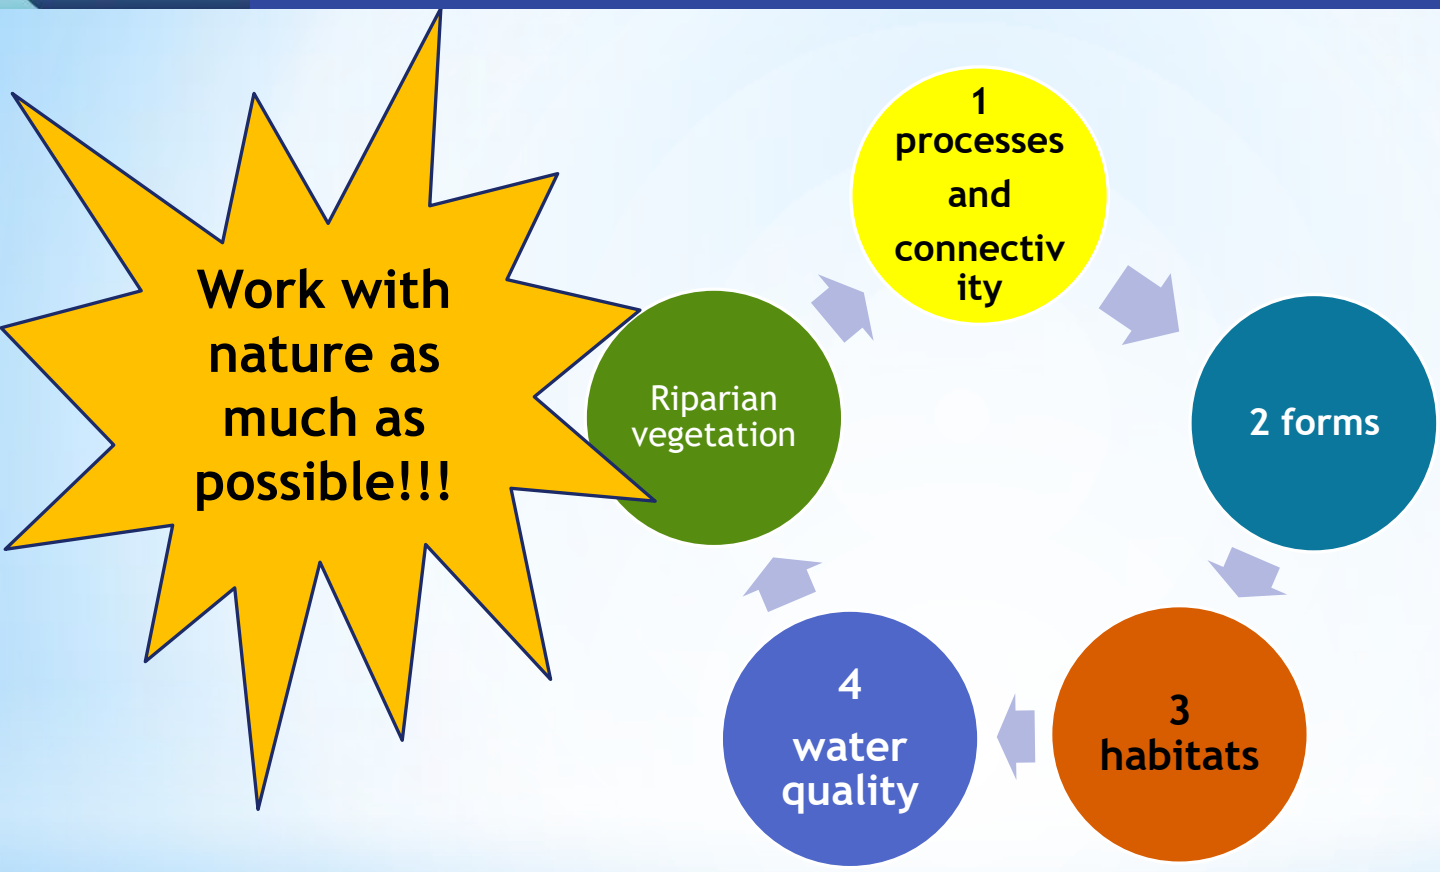 Work with
nature as
much as
possible!!!
1
processes
and
connectiv
ity
2 forms
3
habitats
4
water
quality
Riparian
vegetation